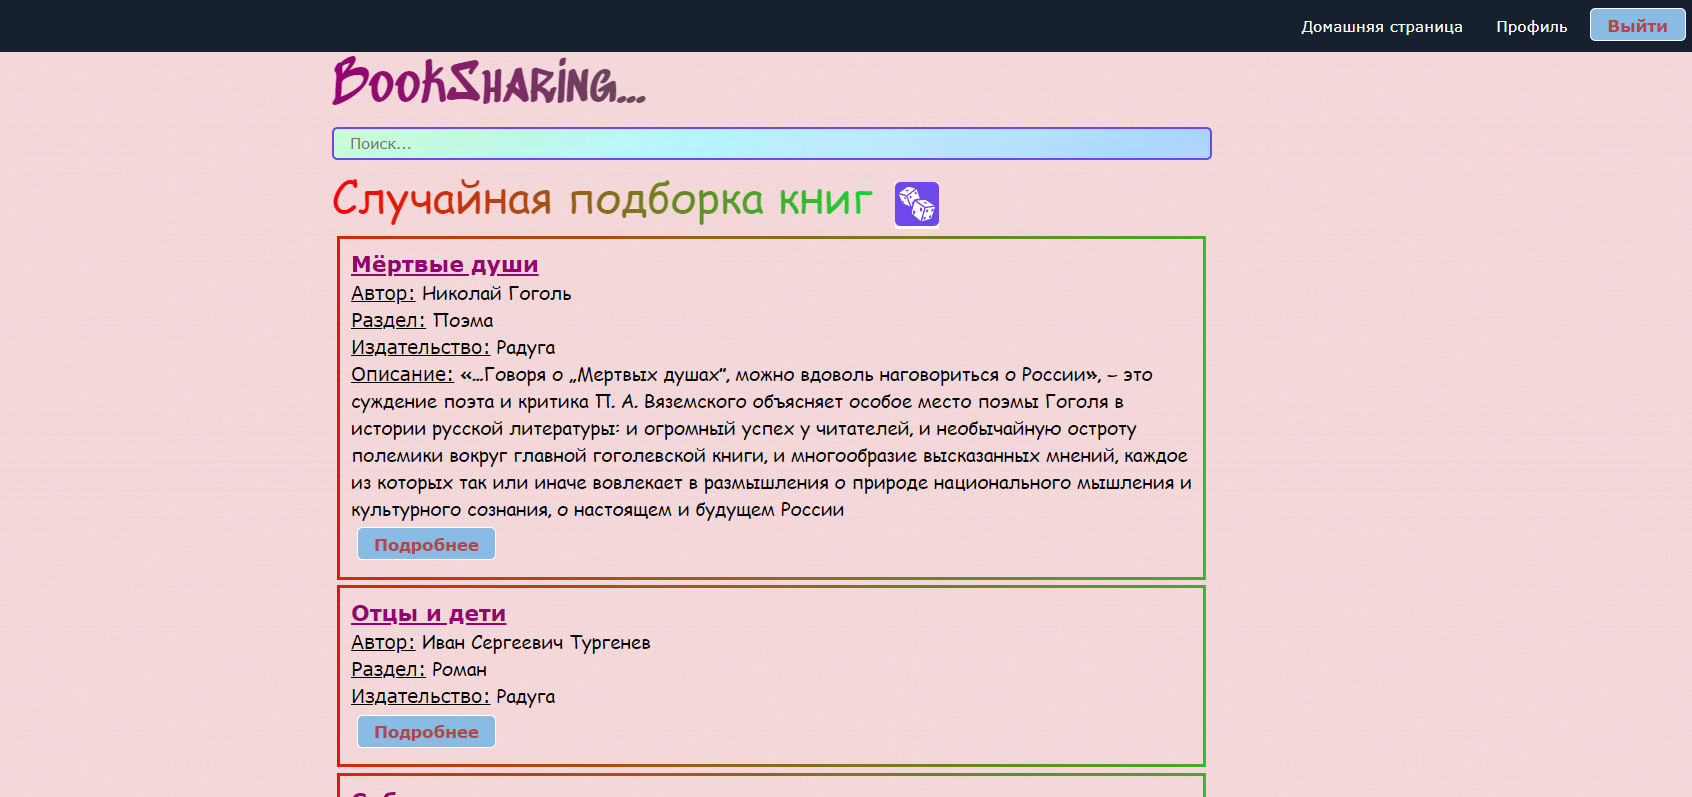 Домашняя страница Профиль Выйти
BookSharing...
Поиск...
Случайная подборка книг
Мёртвые души
Автор: Николай Гоголь
Раздел: Поэма
Издательство: Радуга
Описание: «...Говоря о „Мертвых душах“, можно вдоволь наговориться о России», – это
суждение поэта и критика П. А. Вяземского объясняет особое место поэмы Гоголя в
истории русской литературы: и огромный успех у читателей, и необычайную остроту
полемики вокруг главной гоголевской книги, и многообразие высказанных мнений, каждое
из которых так или иначе вовлекает в размышления о природе национального мышления и
культурного сознания, о настоящем и будущем России
Подробнее
Отцы и дети
Автор: Иван Сергеевич Тургенев
Раздел: Роман
Издательство: Радуга
Подробнее